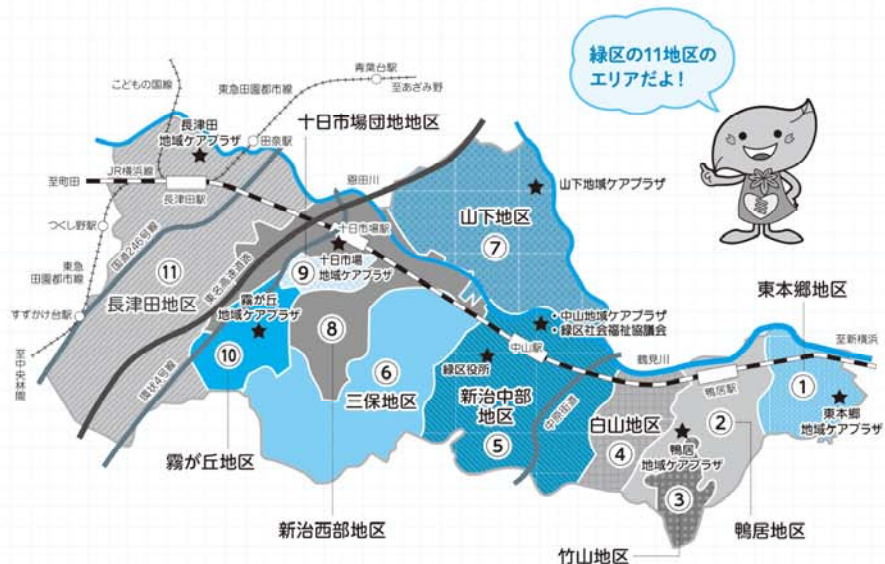 緑区の11地区の
エリアだよ！
こどもの国線
東急田園都市線
青葉台駅
至あざみ野
長津田
地域ケアプラザ
田奈駅
十日市場団地地区
JR横浜線
至町田
長津田駅
恩田川
つくし野駅
国道246号線
東名高速道路
十日市場駅
山下地域ケアプラザ
山下地区
⑦
東急
田園都市線
⑪
長津田地区
⑨
十日市場
地域ケアプラザ
すずかけ台駅
霧が丘
地域ケアプラザ
⑩
⑧
至中央林間
環状4号線
⑥
三保地区
・中山地域ケアプラザ
・緑区社会福祉協議会
中山駅
緑区役所
新治中部
地区
⑤
中原街道
鶴見川
東本郷地区
至新横浜
鴨居駅
①
東本郷
地域ケアプラザ
白山地区
④
②
鴨居
地域ケアプラザ
③
霧が丘地区
新治西部地区
鴨居地区
竹山地区